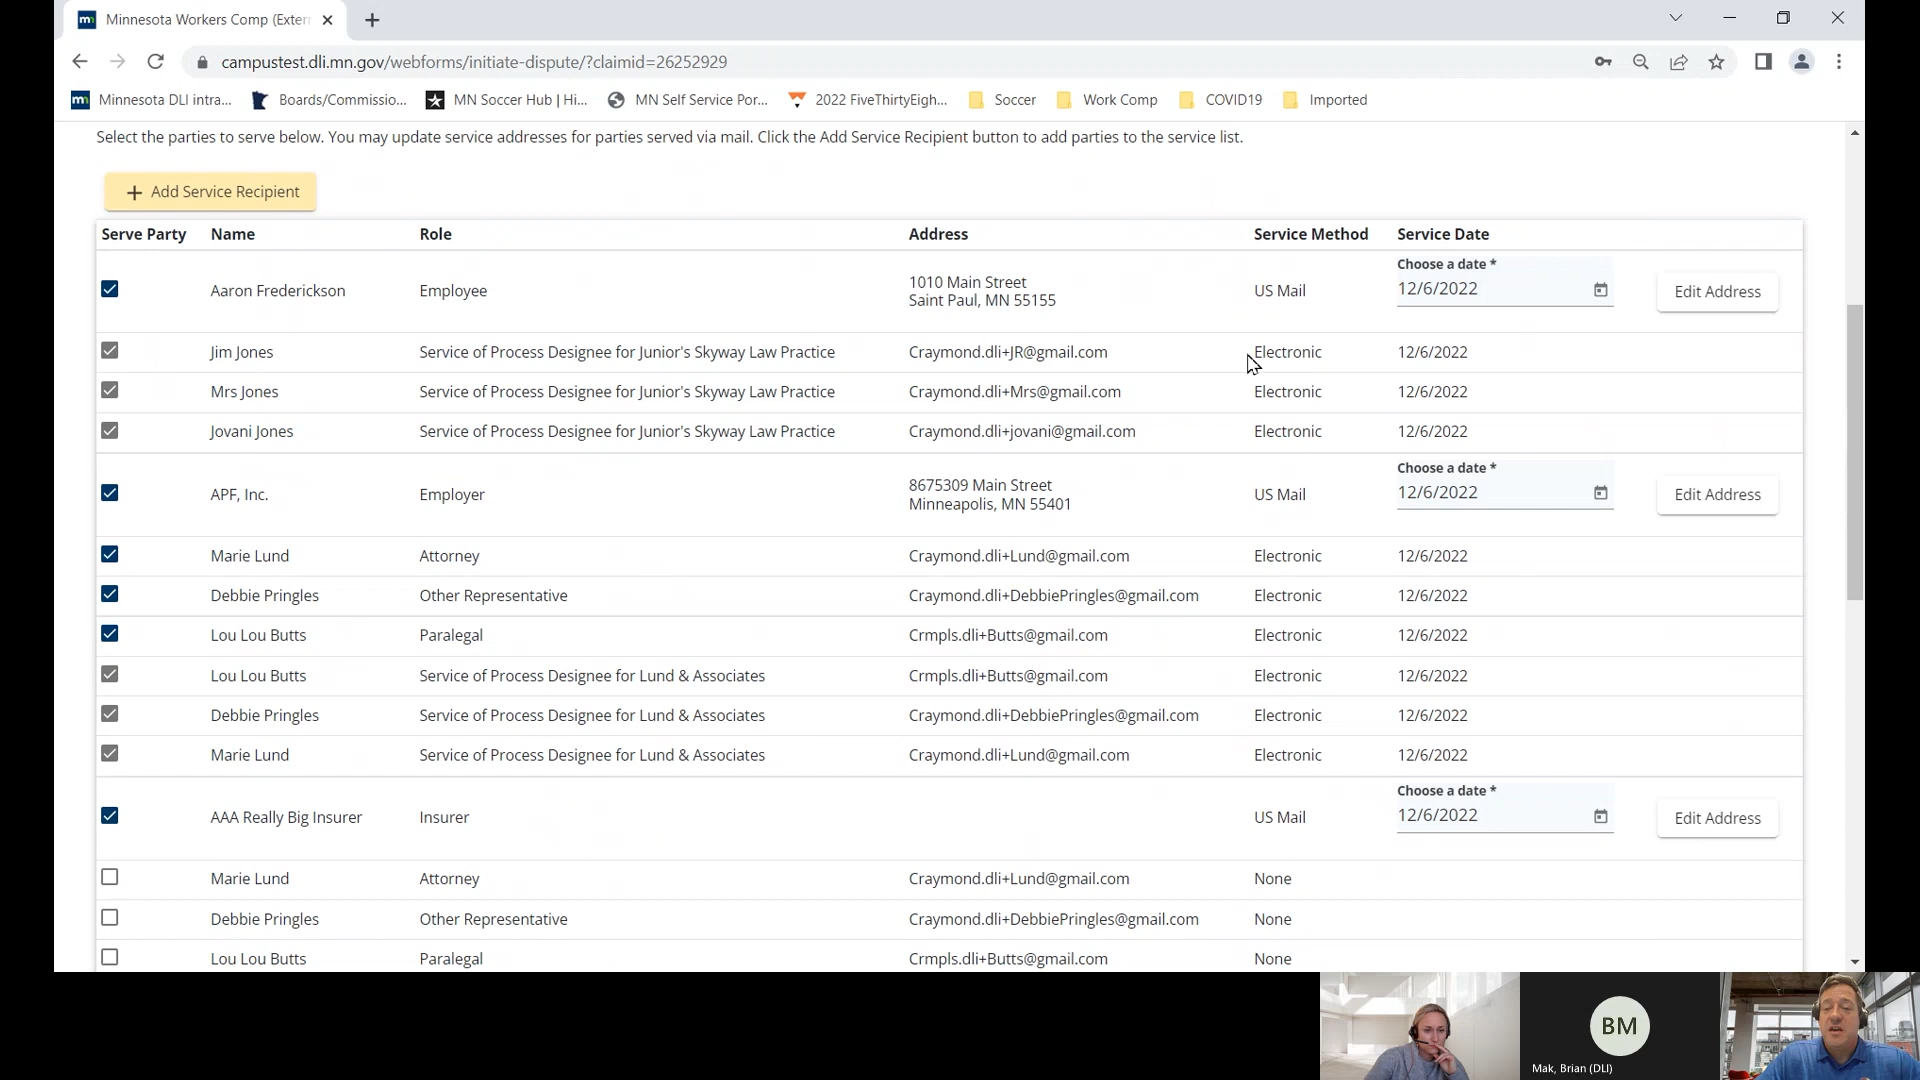 Minnesota Workers Comp (Exter
campustest.dli.mn.gov/webforms/initiate-dispute/?claimid=26252929
Minnesota DLI intra...
Boards/Commissio...
MN Soccer Hub | Hi...
MN Self Service Por...
2022 FiveThirtyEigh...
Soccer
Work Comp
COVID19
Imported
Select the parties to serve below. You may update service addresses for parties served via mail. Click the Add Service Recipient button to add parties to the service list.
+ Add Service Recipient
Serve Party Name Role Address Service Method Service Date
Choose a date *
Aaron Frederickson Employee 1010 Main Street US Mail 12/6/2022 Edit Address
Saint Paul, MN 55155
Jim Jones Service of Process Designee for Junior's Skyway Law Practice Craymond.dli+JR@gmail.com Electronic 12/6/2022
Mrs Jones Service of Process Designee for Junior's Skyway Law Practice Craymond.dli+Mrs@gmail.com Electronic 12/6/2022
Jovani Jones Service of Process Designee for Junior's Skyway Law Practice Craymond.dli+jovani@gmail.com Electronic 12/6/2022
Choose a date *
APF, Inc. Employer 8675309 Main Street US Mail 12/6/2022 Edit Address
Minneapolis, MN 55401
Marie Lund Attorney Craymond.dli+Lund@gmail.com Electronic 12/6/2022
Debbie Pringles Other Representative Craymond.dli+DebbiePringles@gmail.com Electronic 12/6/2022
Lou Lou Butts Paralegal Crmpls.dli+Butts@gmail.com Electronic 12/6/2022
Lou Lou Butts Service of Process Designee for Lund & Associates Crmpls.dli+Butts@gmail.com Electronic 12/6/2022
Debbie Pringles Service of Process Designee for Lund & Associates Craymond.dli+DebbiePringles@gmail.com Electronic 12/6/2022
Marie Lund Service of Process Designee for Lund & Associates Craymond.dli+Lund@gmail.com Electronic 12/6/2022
Choose a date *
AAA Really Big Insurer Insurer US Mail 12/6/2022 Edit Address
Marie Lund Attorney Craymond.dli+Lund@gmail.com None
Debbie Pringles Other Representative Craymond.dli+DebbiePringles@gmail.com None
Lou Lou Butts Paralegal Crmpls.dli+Butts@gmail.com None
BM
Mak, Brian (DLI)